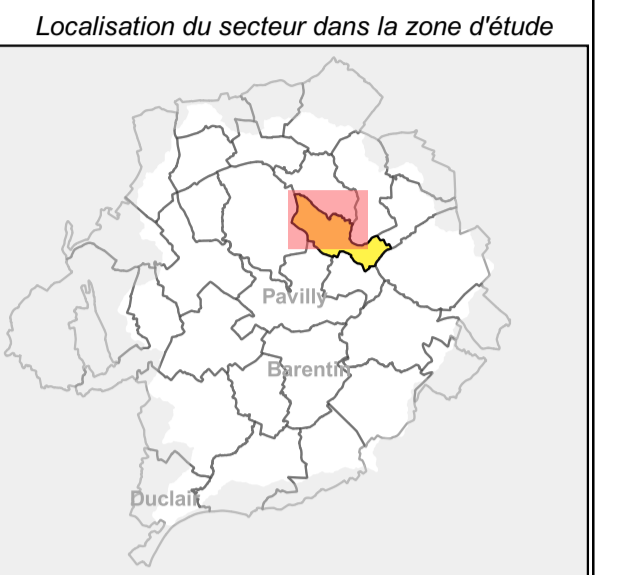 Localisation du secteur dans la zone d'étude
Pavilly
Barentin
Duclair